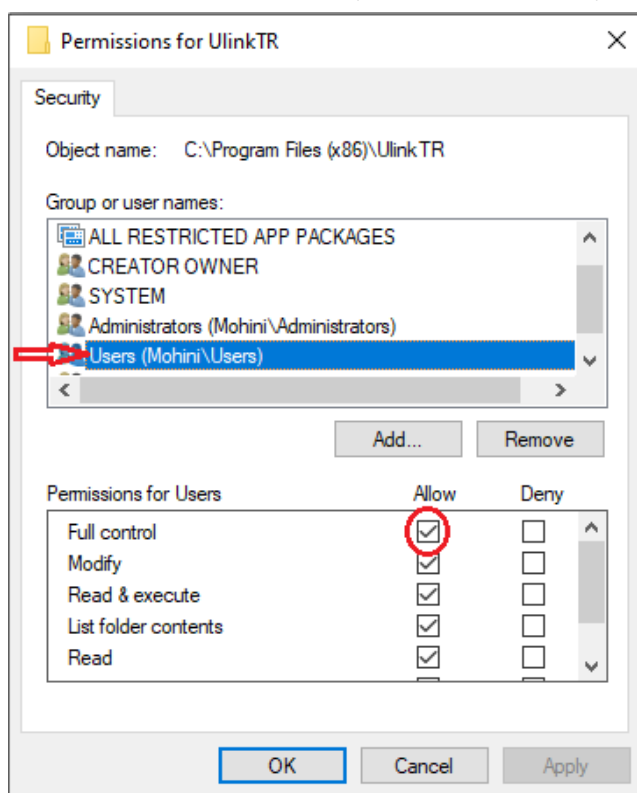 Permissions for UlinkTR
Security
Object name: C:\Program Files (x86)\UlinkTR
Group or user names:
ALL RESTRICTED APP PACKAGES
CREATOR OWNER
SYSTEM
Administrators (Mohini\Administrators)
Users (Mohini\Users)
Add... Remove
Permissions for Users Allow Deny
Full control
Modify
Read & execute
List folder contents
Read
OK Cancel Apply